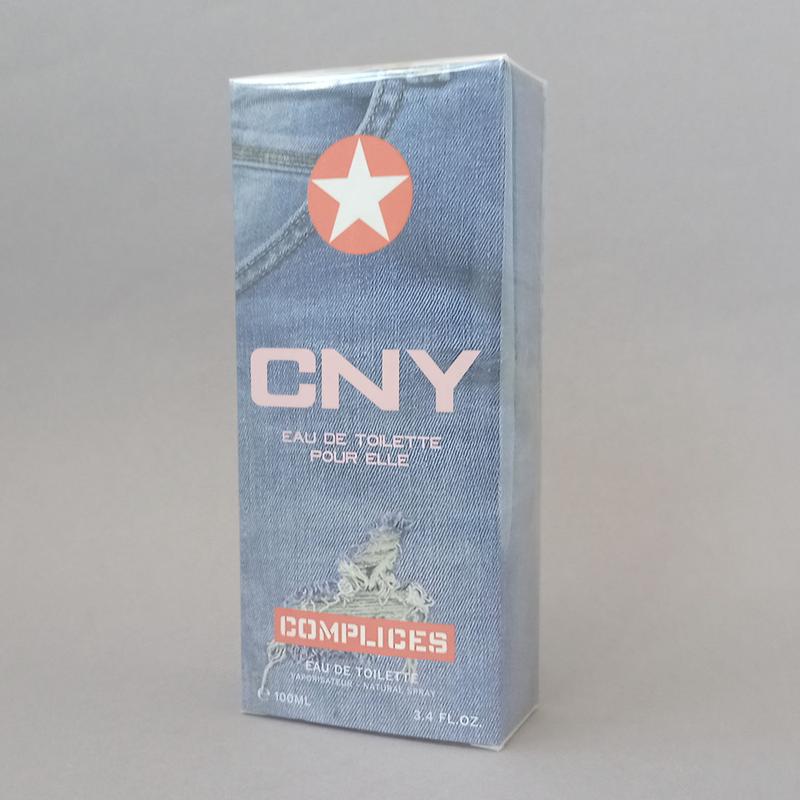 CNY
EAU DE TOILETTE
POUR ELLE
COMPLICES
EAU DE TOILETTE
VAPORISATEUR - NATURAL SPRAY
℮ 100ML
3.4 FL.OZ.